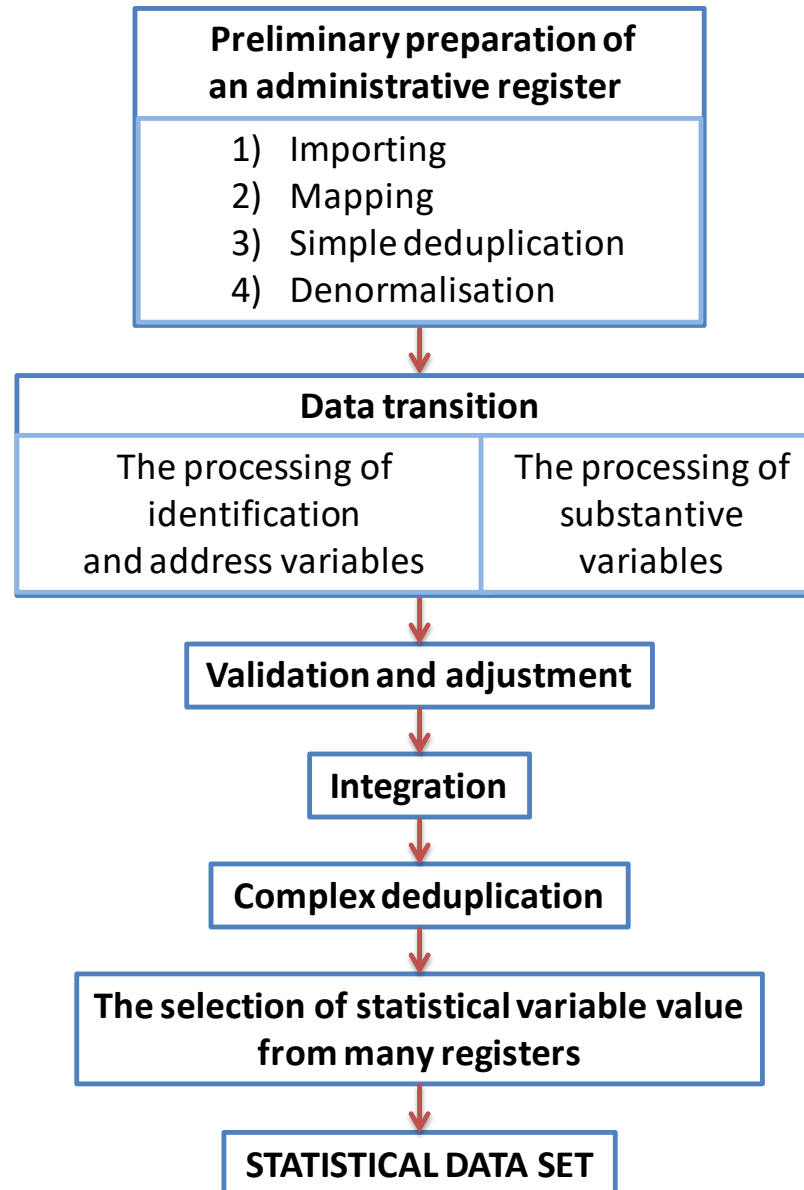 Preliminary preparation of
an administrative register
1) Importing
2) Mapping
3) Simple deduplication
4) Denormalisation
Data transition
The processing of
identification
and address variables
The processing of
substantive
variables
Validation and adjustment
Integration
Complex deduplication
The selection of statistical variable value
from many registers
STATISTICAL DATA SET